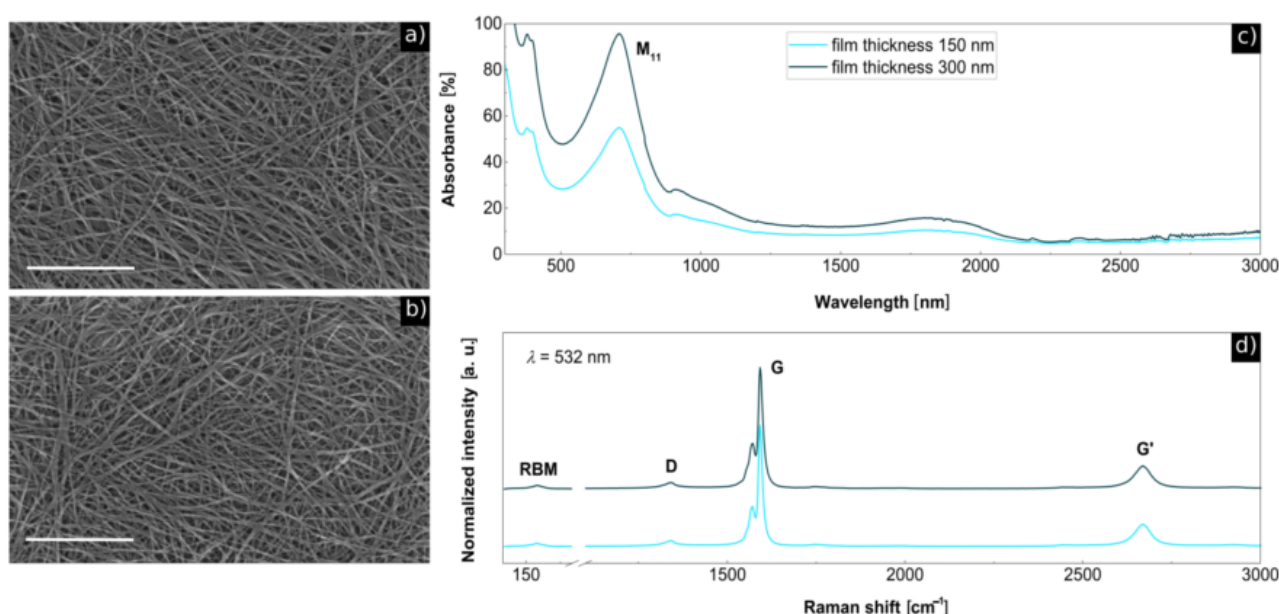 a)
b)
c)
Absorbance [%]
100
80
60
40
20
0
M₁₁
film thickness 150 nm
film thickness 300 nm
500 1000 1500 2000 2500 3000
Wavelength [nm]
d)
Normalized intensity [a. u.]
λ = 532 nm
RBM
D
G
G'
150 1500 2000 2500 3000
Raman shift [cm⁻¹]